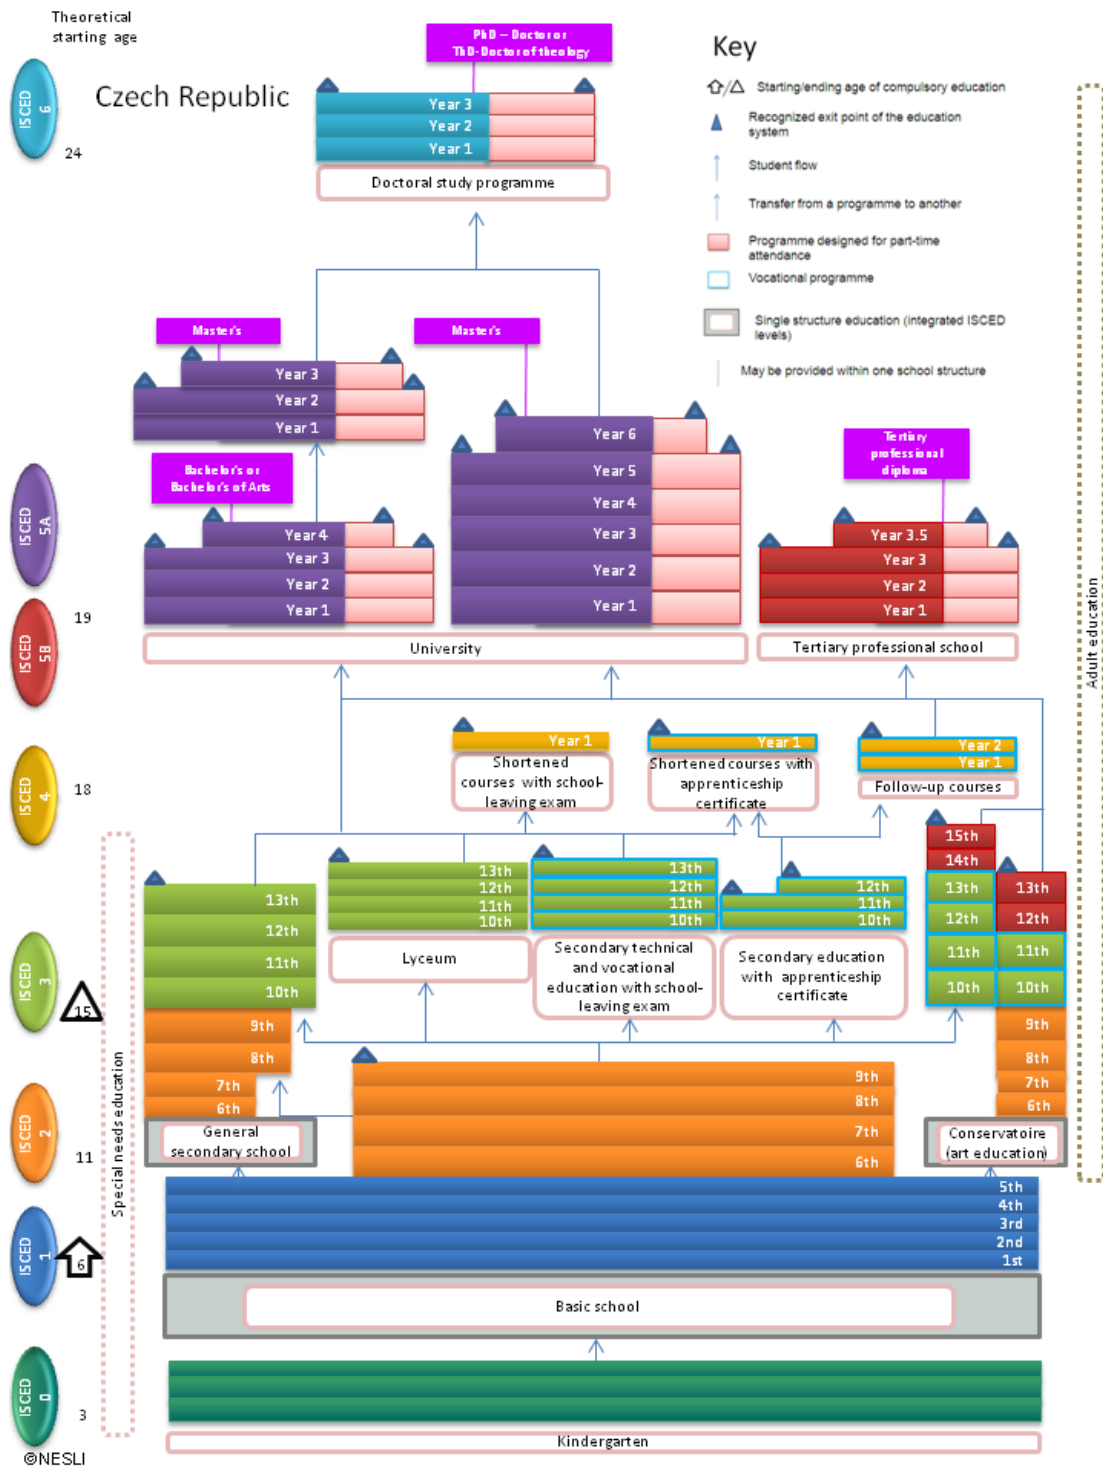 Theoretical
starting age
PhD – Doctor or
ThD-Doctor of theology
Key
Czech Republic
ISCED 6
24
Year 3
Year 2
Year 1
Doctoral study programme
Starting/ending age of compulsory education
Recognized exit point of the education
system
Student flow
Transfer from a programme to another
Programme designed for part-time
attendance
Vocational programme
Single structure education (integrated ISCED
levels)
May be provided within one school structure
Master's
Year 3
Year 2
Year 1
Master's
Year 6
Year 5
Year 4
Year 3
Year 2
Year 1
Bachelor's or
Bachelor's of Arts
Year 4
Year 3
Year 2
Year 1
Tertiary
professional
diploma
Year 3.5
Year 3
Year 2
Year 1
ISCED 5A
19
ISCED 5B
University
Tertiary professional school
Adult education
Year 1
Shortened
courses with school-
leaving exam
Year 1
Shortened courses with
apprenticeship
certificate
Year 2
Year 1
Follow-up courses
ISCED 4
18
13th
12th
11th
10th
9th
8th
7th
6th
General
secondary school
13th
12th
11th
10th
Lyceum
13th
12th
11th
10th
Secondary technical
and vocational
education with school-
leaving exam
12th
11th
10th
Secondary education
with apprenticeship
certificate
15th
14th
13th
12th
11th
10th
13th
12th
11th
10th
9th
8th
7th
6th
Conservatoire
(art education)
ISCED 3
15
9th
8th
7th
6th
ISCED 2
11
Special needs education
5th
4th
3rd
2nd
1st
ISCED 1
6
Basic school
ISCED 0
3
Kindergarten
©NESLI